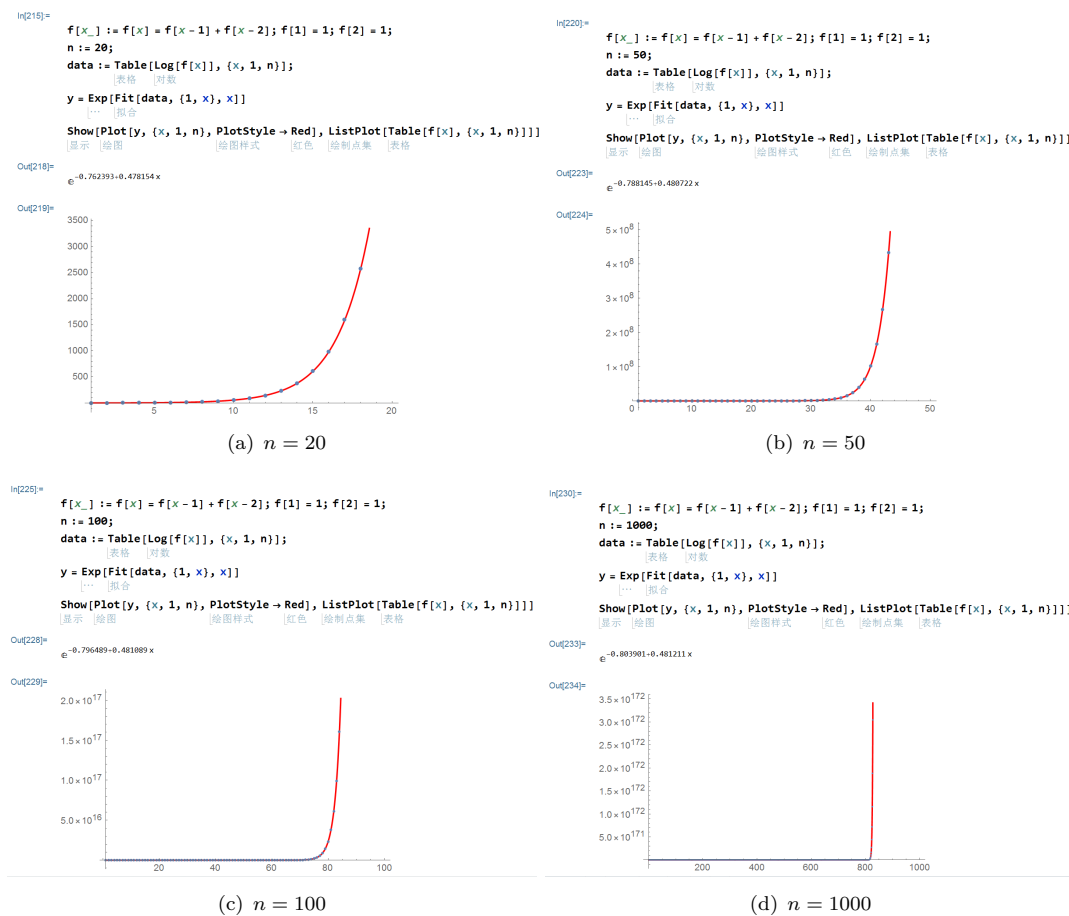 In[215]:=
f[x_] := f[x] = f[x - 1] + f[x - 2]; f[1] = 1; f[2] = 1;
n := 20;
data := Table[Log[f[x]], {x, 1, n}];
表格 对数
y = Exp[Fit[data, {1, x}, x]]
⋯ 拟合
Show[Plot[y, {x, 1, n}, PlotStyle → Red], ListPlot[Table[f[x], {x, 1, n}]]]
显示 绘图 绘图样式 红色 绘制点集 表格
Out[218]=
e^-0.762393+0.478154 x
Out[219]=
3500
3000
2500
2000
1500
1000
500
5 10 15 20
(a) n = 20
In[220]:=
f[x_] := f[x] = f[x - 1] + f[x - 2]; f[1] = 1; f[2] = 1;
n := 50;
data := Table[Log[f[x]], {x, 1, n}];
表格 对数
y = Exp[Fit[data, {1, x}, x]]
⋯ 拟合
Show[Plot[y, {x, 1, n}, PlotStyle → Red], ListPlot[Table[f[x], {x, 1, n}]]]
显示 绘图 绘图样式 红色 绘制点集 表格
Out[223]=
e^-0.788145+0.480722 x
Out[224]=
5×10^8
4×10^8
3×10^8
2×10^8
1×10^8
0 10 20 30 40 50
(b) n = 50
In[225]:=
f[x_] := f[x] = f[x - 1] + f[x - 2]; f[1] = 1; f[2] = 1;
n := 100;
data := Table[Log[f[x]], {x, 1, n}];
表格 对数
y = Exp[Fit[data, {1, x}, x]]
⋯ 拟合
Show[Plot[y, {x, 1, n}, PlotStyle → Red], ListPlot[Table[f[x], {x, 1, n}]]]
显示 绘图 绘图样式 红色 绘制点集 表格
Out[228]=
e^-0.796489+0.481089 x
Out[229]=
2.0×10^17
1.5×10^17
1.0×10^17
5.0×10^16
20 40 60 80 100
(c) n = 100
In[230]:=
f[x_] := f[x] = f[x - 1] + f[x - 2]; f[1] = 1; f[2] = 1;
n := 1000;
data := Table[Log[f[x]], {x, 1, n}];
表格 对数
y = Exp[Fit[data, {1, x}, x]]
⋯ 拟合
Show[Plot[y, {x, 1, n}, PlotStyle → Red], ListPlot[Table[f[x], {x, 1, n}]]]
显示 绘图 绘图样式 红色 绘制点集 表格
Out[233]=
e^-0.803901+0.481211 x
Out[234]=
3.5×10^172
3.0×10^172
2.5×10^172
2.0×10^172
1.5×10^172
1.0×10^172
5.0×10^171
200 400 600 800 1000
(d) n = 1000